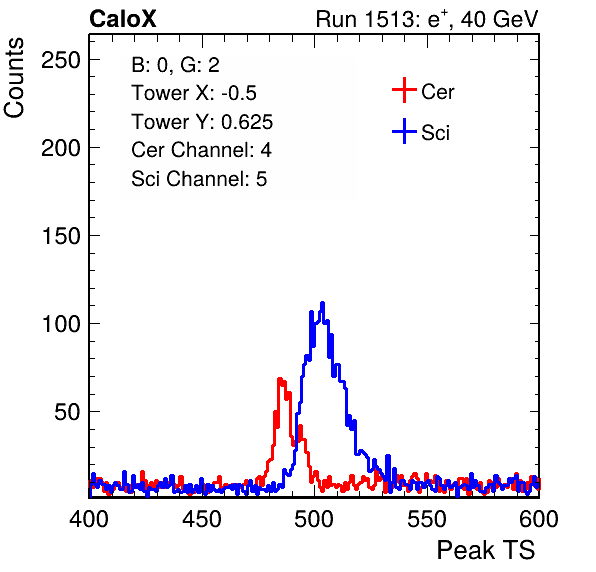 CaloX Run 1513: e+, 40 GeV
Counts
250
200
150
100
50
B: 0, G: 2
Tower X: -0.5
Tower Y: 0.625
Cer Channel: 4
Sci Channel: 5
Cer
Sci
400 450 500 550 600
Peak TS